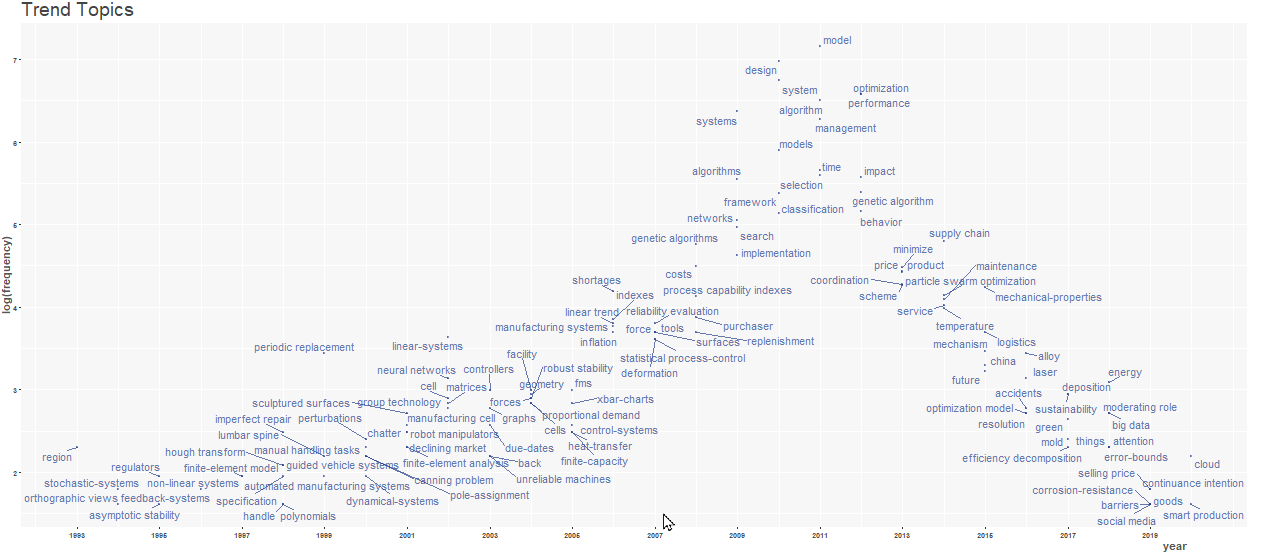 Trend Topics
model
7
design
system
optimization
performance
algorithm
systems
management
6
models
time
algorithms
impact
selection
framework
genetic algorithm
classification
networks
behavior
5
search
supply chain
genetic algorithms
minimize
implementation
price
product
maintenance
costs
shortages
coordination
particle swarm optimization
process capability indexes
indexes
scheme
mechanical-properties
log(frequency)
4
linear trend
reliability evaluation
service
manufacturing systems
force
tools
purchaser
temperature
inflation
surfaces
replenishment
periodic replacement
linear-systems
mechanism
logistics
facility
statistical process-control
alloy
china
neural networks
controllers
robust stability
deformation
laser
energy
future
cell
matrices
geometry
fms
deposition
3
accidents
sculptured surfaces
group technology
forces
xbar-charts
optimization model
sustainability
moderating role
imperfect repair
perturbations
manufacturing cell
graphs
proportional demand
resolution
green
big data
lumbar spine
chatter
robot manipulators
cells
control-systems
mold
things
attention
hough transform
manual handling tasks
declining market
due-dates
heat-transfer
region
efficiency decomposition
error-bounds
regulators
finite-element model
guided vehicle systems
finite-element analysis
back
finite-capacity
cloud
2
selling price
stochastic-systems
non-linear systems
automated manufacturing systems
canning problem
unreliable machines
continuance intention
corrosion-resistance
orthographic views
feedback-systems
specification
dynamical-systems
pole-assignment
barriers
goods
asymptotic stability
handle
polynomials
social media
smart production
1993
1995
1997
1999
2001
2003
2005
2007
2009
2011
2013
2015
2017
2019
year